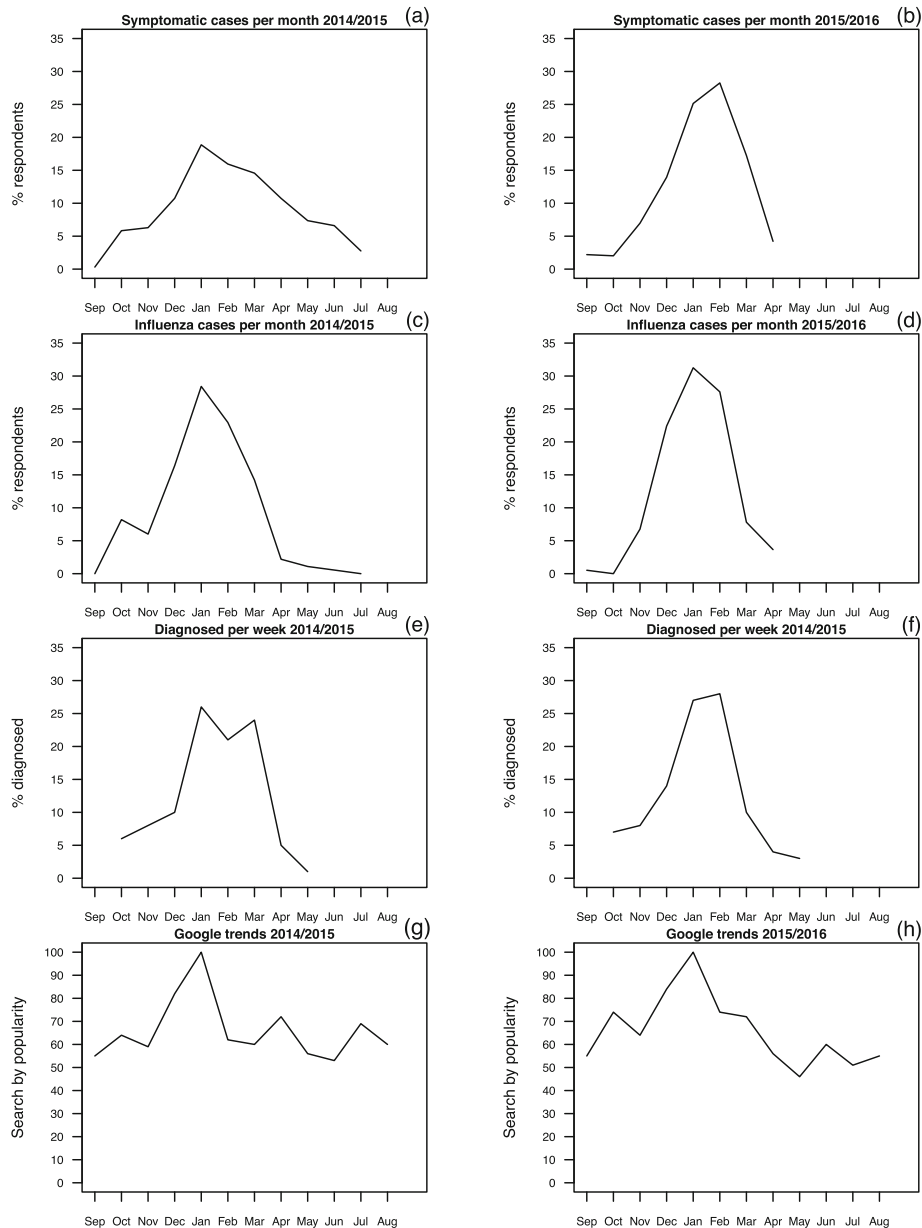 Symptomatic cases per month 2014/2015 (a)
% respondents
35
30
25
20
15
10
5
0
Sep Oct Nov Dec Jan Feb Mar Apr May Jun Jul Aug
Symptomatic cases per month 2015/2016 (b)
% respondents
35
30
25
20
15
10
5
0
Sep Oct Nov Dec Jan Feb Mar Apr May Jun Jul Aug
Influenza cases per month 2014/2015 (c)
% respondents
35
30
25
20
15
10
5
0
Sep Oct Nov Dec Jan Feb Mar Apr May Jun Jul Aug
Influenza cases per month 2015/2016 (d)
% respondents
35
30
25
20
15
10
5
0
Sep Oct Nov Dec Jan Feb Mar Apr May Jun Jul Aug
Diagnosed per week 2014/2015 (e)
% diagnosed
35
30
25
20
15
10
5
0
Sep Oct Nov Dec Jan Feb Mar Apr May Jun Jul Aug
Diagnosed per week 2014/2015 (f)
% diagnosed
35
30
25
20
15
10
5
0
Sep Oct Nov Dec Jan Feb Mar Apr May Jun Jul Aug
Google trends 2014/2015 (g)
Search by popularity
100
90
80
70
60
50
40
30
20
10
0
Sep Oct Nov Dec Jan Feb Mar Apr May Jun Jul Aug
Google trends 2015/2016 (h)
Search by popularity
100
90
80
70
60
50
40
30
20
10
0
Sep Oct Nov Dec Jan Feb Mar Apr May Jun Jul Aug